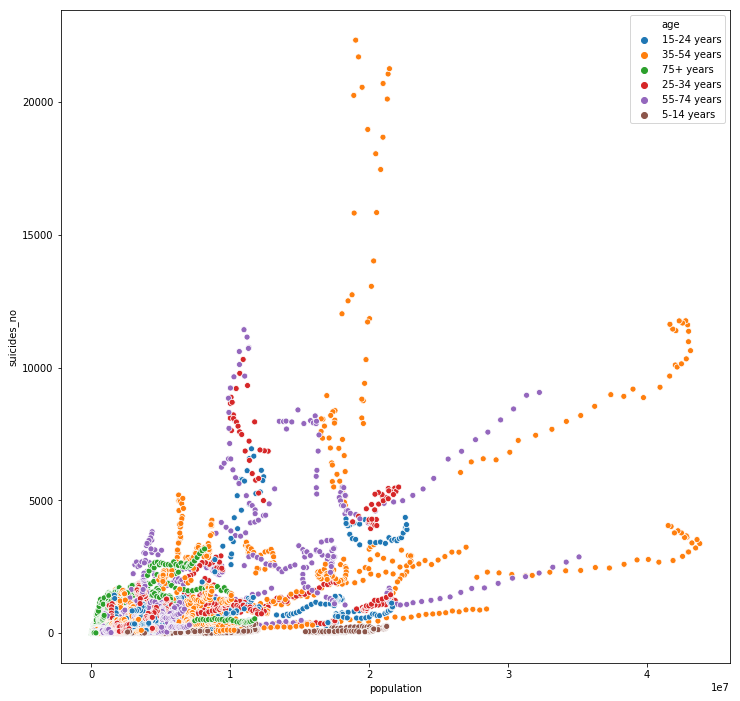 age
15-24 years
35-54 years
75+ years
25-34 years
55-74 years
5-14 years
20000
15000
10000
5000
0
suicides_no
0
1
2
3
4
1e7
population